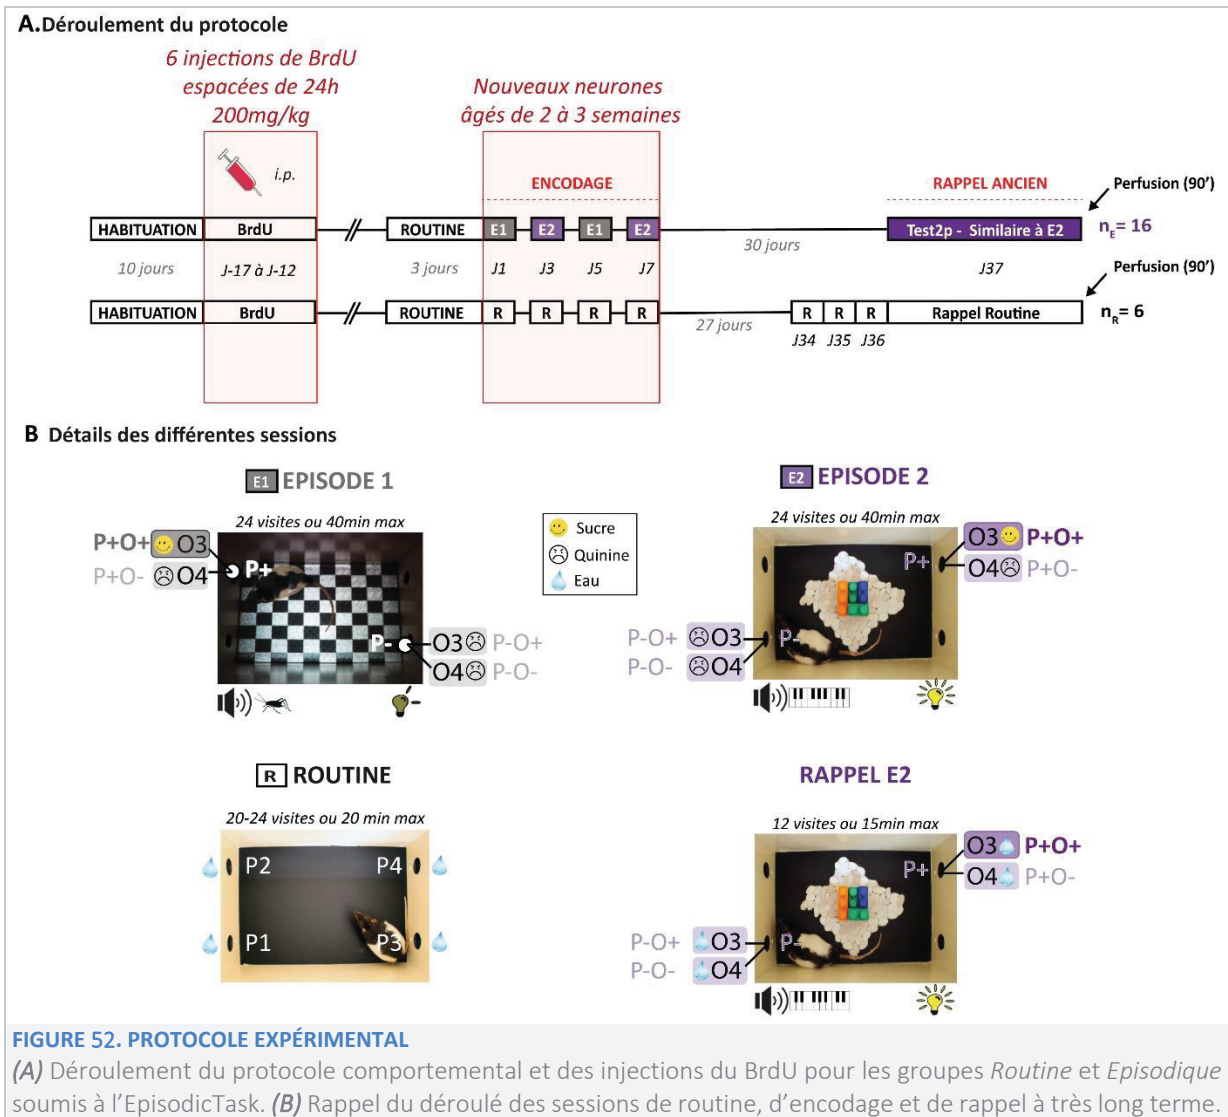 A.Déroulement du protocole
6 injections de BrdU
espacées de 24h
200mg/kg
Nouveaux neurones
âgés de 2 à 3 semaines
i.p.
ENCODAGE
RAPPEL ANCIEN
Perfusion (90')
HABITUATION
BrdU
ROUTINE
E1
E2
E1
E2
Test2p - Similaire à E2
nE= 16
10 jours
J-17 à J-12
3 jours
J1
J3
J5
J7
30 jours
J37
Perfusion (90')
HABITUATION
BrdU
ROUTINE
R
R
R
R
27 jours
R
R
R
Rappel Routine
nR= 6
J34
J35
J36
B Détails des différentes sessions
E1 EPISODE 1
24 visites ou 40min max
P+O+ O3
P+O- O4
P+
P-
O3 P-O+
O4 P-O-
Sucre
Quinine
Eau
E2 EPISODE 2
24 visites ou 40min max
P+
O3 P+O+
O4 P+O-
P-O+ O3
P-O- O4
P-
R ROUTINE
20-24 visites ou 20 min max
P2
P4
P1
P3
RAPPEL E2
12 visites ou 15min max
P+
O3 P+O+
O4 P+O-
P-O+ O3
P-O- O4
P-
FIGURE 52. PROTOCOLE EXPÉRIMENTAL
(A) Déroulement du protocole comportemental et des injections du BrdU pour les groupes Routine et Episodique
soumis à l'EpisodicTask. (B) Rappel du déroulé des sessions de routine, d'encodage et de rappel à très long terme.